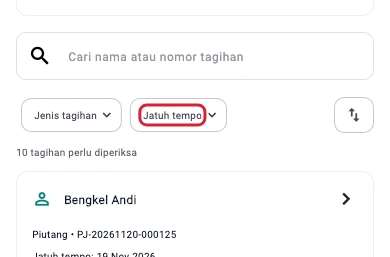 Cari nama atau nomor tagihan
Jenis tagihan
Jatuh tempo
10 tagihan perlu diperiksa
Bengkel Andi
Piutang • PJ-20261120-000125
Jatuh tempo: 19 Nov 2026